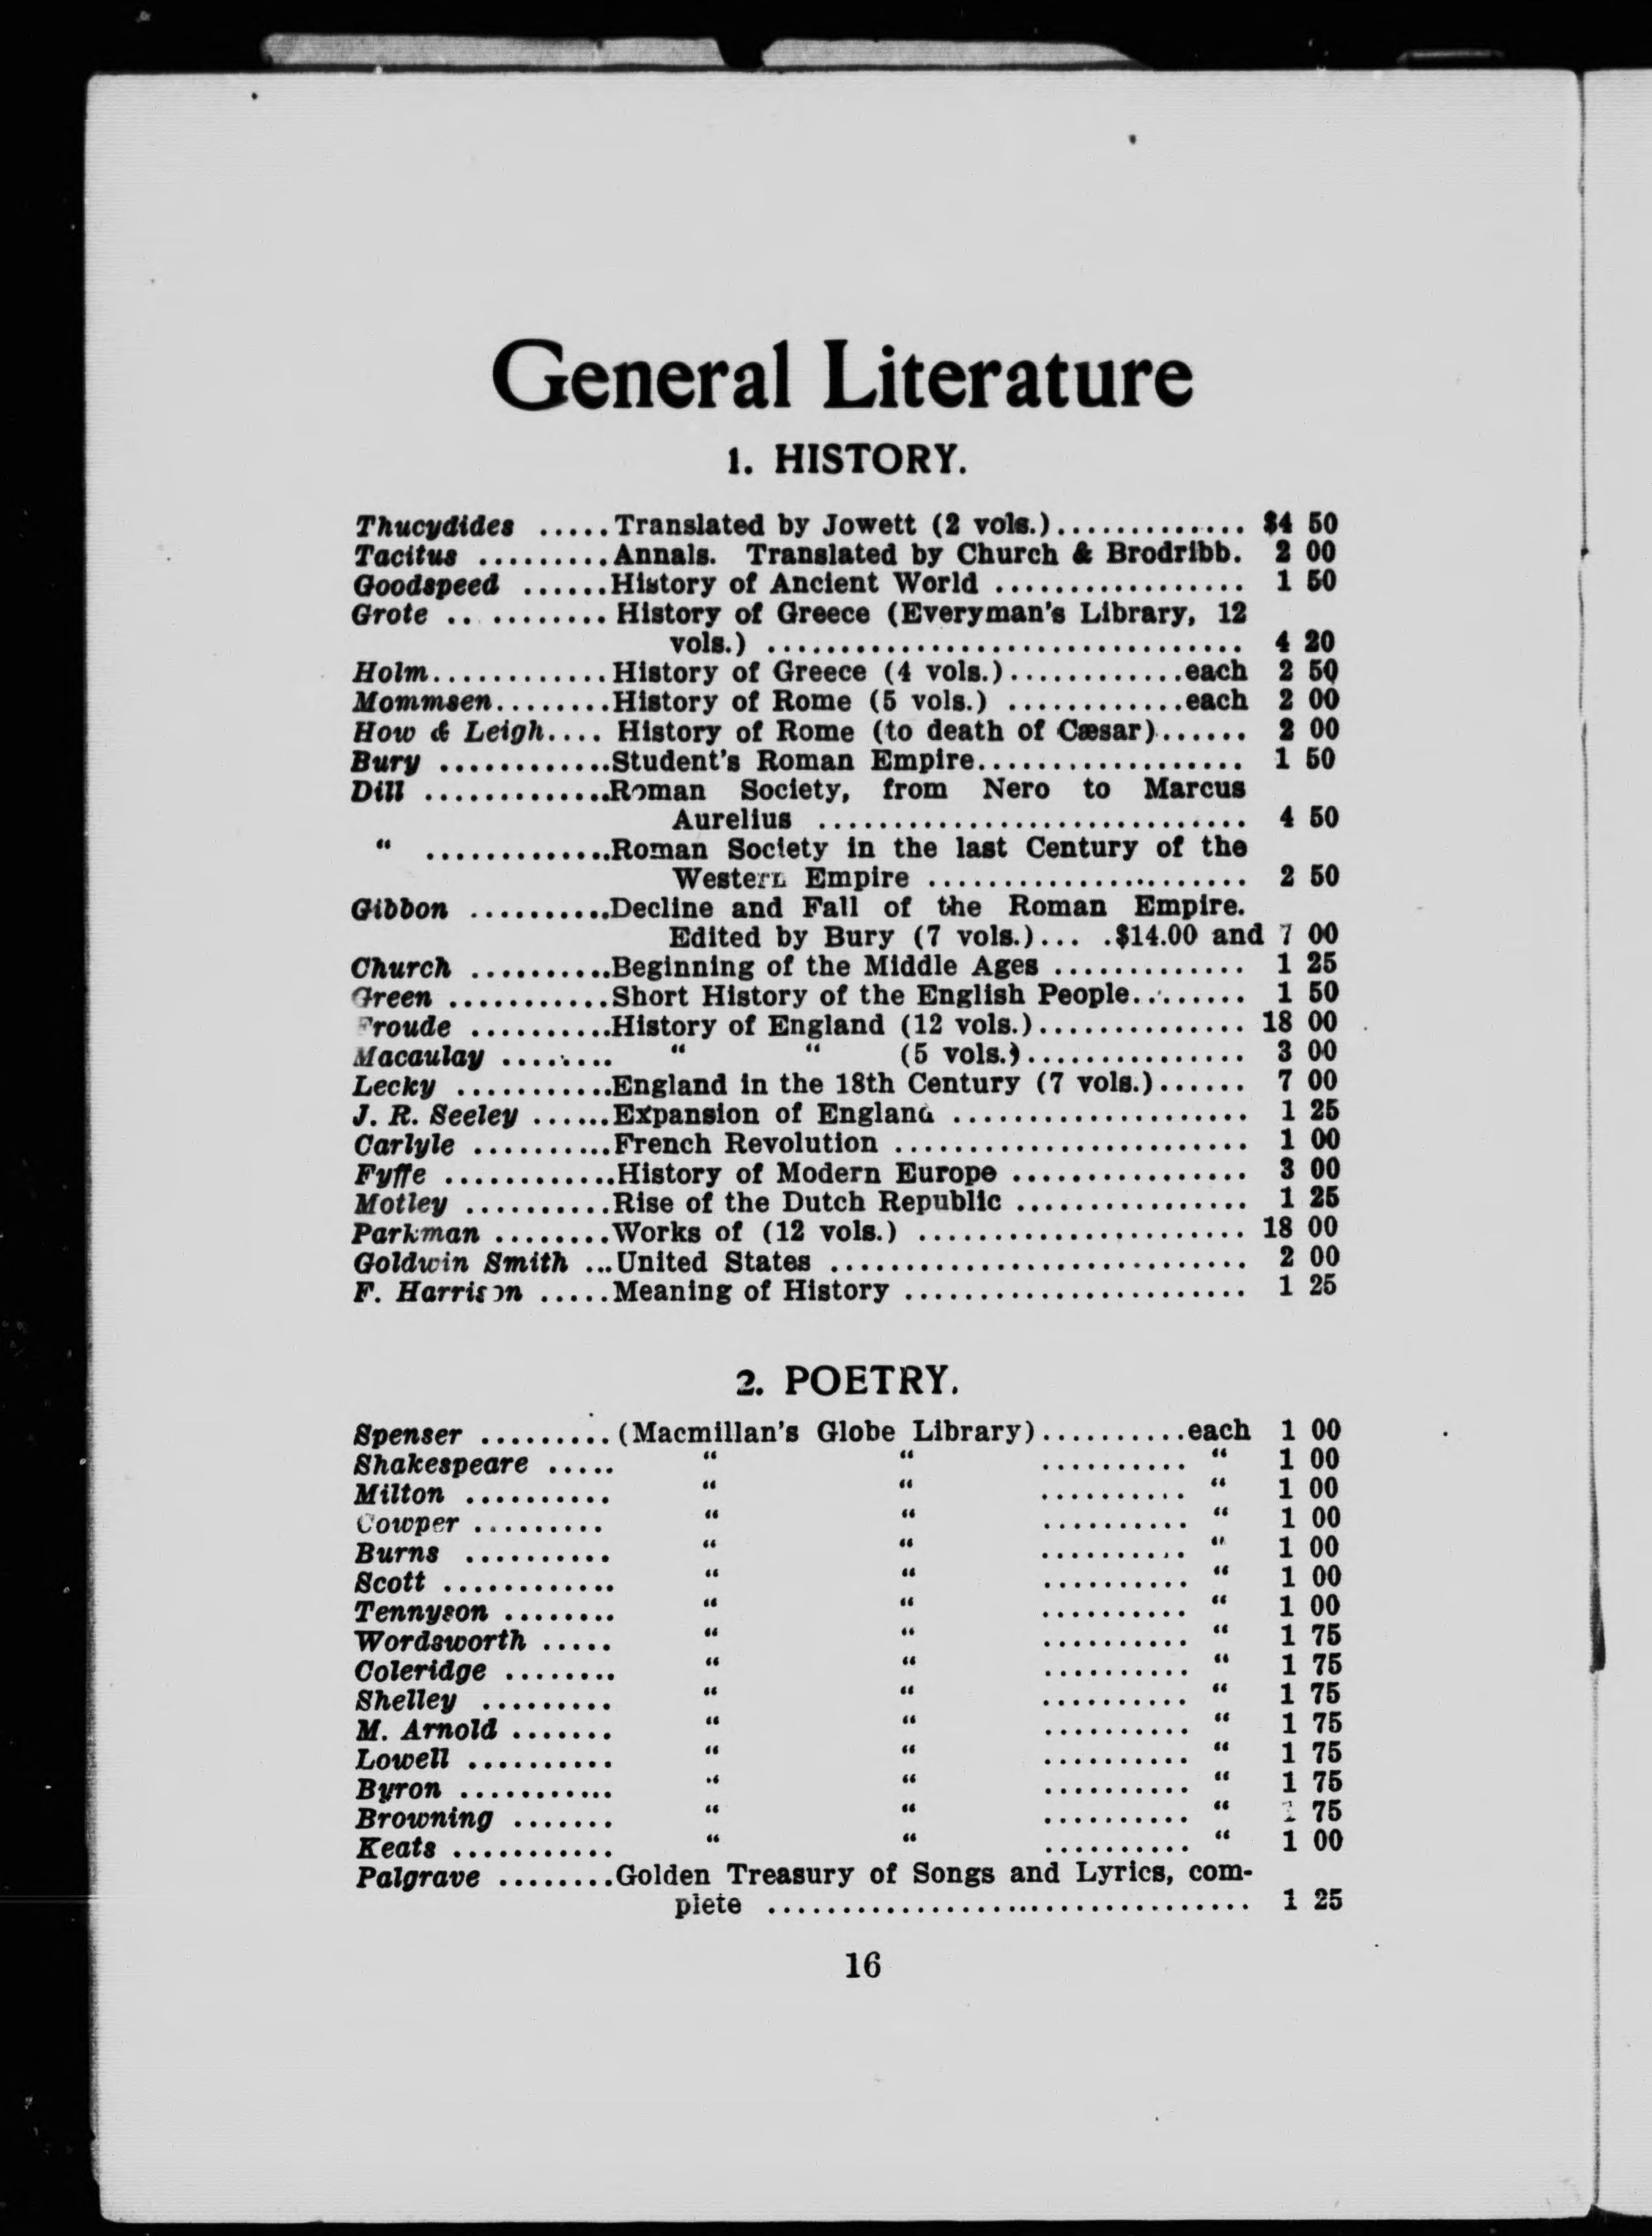 General Literature
1. HISTORY.
Thucydides ..... Translated by Jowett (2 vols.)............. $4 50
Tacitus ......... Annals. Translated by Church & Brodribb. 2 00
Goodspeed ...... History of Ancient World ................. 1 50
Grote .. ........ History of Greece (Everyman's Library, 12
vols.) ................................ 4 20
Holm............ History of Greece (4 vols.)............each 2 50
Mommsen........ History of Rome (5 vols.) ............each 2 00
How & Leigh.... History of Rome (to death of Cæsar)...... 2 00
Bury ............ Student's Roman Empire.................. 1 50
Dill ............. Roman Society, from Nero to Marcus
Aurelius ............................. 4 50
“ ............. Roman Society in the last Century of the
Western Empire ...................... 2 50
Gibbon .......... Decline and Fall of the Roman Empire.
Edited by Bury (7 vols.)... .$14.00 and 7 00
Church .......... Beginning of the Middle Ages ............. 1 25
Green ........... Short History of the English People........ 1 50
Froude .......... History of England (12 vols.).............. 18 00
Macaulay ........ “ “ (5 vols.)............... 3 00
Lecky ........... England in the 18th Century (7 vols.)...... 7 00
J. R. Seeley ...... Expansion of England .................... 1 25
Carlyle .......... French Revolution ........................ 1 00
Fyffe ............ History of Modern Europe ................ 3 00
Motley .......... Rise of the Dutch Republic ................ 1 25
Parkman ........ Works of (12 vols.) ...................... 18 00
Goldwin Smith ... United States ............................ 2 00
F. Harrison ..... Meaning of History ....................... 1 25
2. POETRY.
Spenser ......... (Macmillan's Globe Library)..........each 1 00
Shakespeare ..... “ “ .......... “ 1 00
Milton .......... “ “ .......... “ 1 00
Cowper ......... “ “ .......... “ 1 00
Burns .......... “ “ .......... “ 1 00
Scott ............ “ “ .......... “ 1 00
Tennyson ........ “ “ .......... “ 1 00
Wordsworth ..... “ “ .......... “ 1 75
Coleridge ........ “ “ .......... “ 1 75
Shelley ......... “ “ .......... “ 1 75
M. Arnold ....... “ “ .......... “ 1 75
Lowell .......... “ “ .......... “ 1 75
Byron ........... “ “ .......... “ 1 75
Browning ....... “ “ .......... “ 1 75
Keats ........... “ “ .......... “ 1 00
Palgrave ........ Golden Treasury of Songs and Lyrics, com-
plete ................................ 1 25
16